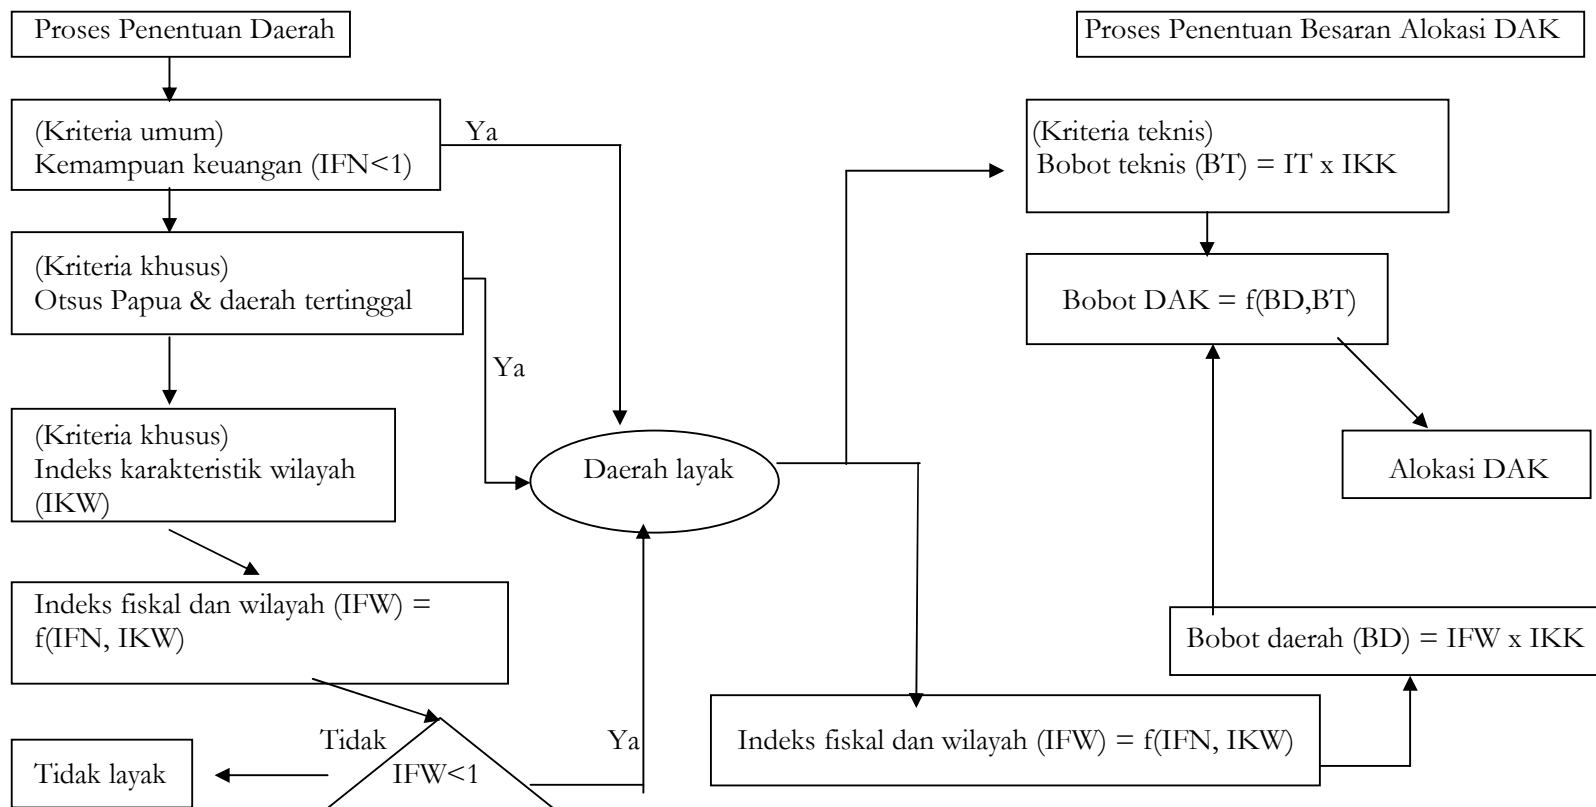 Proses Penentuan Daerah
(Kriteria umum)
Kemampuan keuangan (IFN<1)
Ya
(Kriteria khusus)
Otsus Papua & daerah tertinggal
Ya
(Kriteria khusus)
Indeks karakteristik wilayah
(IKW)
Indeks fiskal dan wilayah (IFW) =
f(IFN, IKW)
Tidak
IFW<1
Ya
Tidak layak
Daerah layak
Proses Penentuan Besaran Alokasi DAK
(Kriteria teknis)
Bobot teknis (BT) = IT x IKK
Bobot DAK = f(BD,BT)
Alokasi DAK
Bobot daerah (BD) = IFW x IKK
Indeks fiskal dan wilayah (IFW) = f(IFN, IKW)